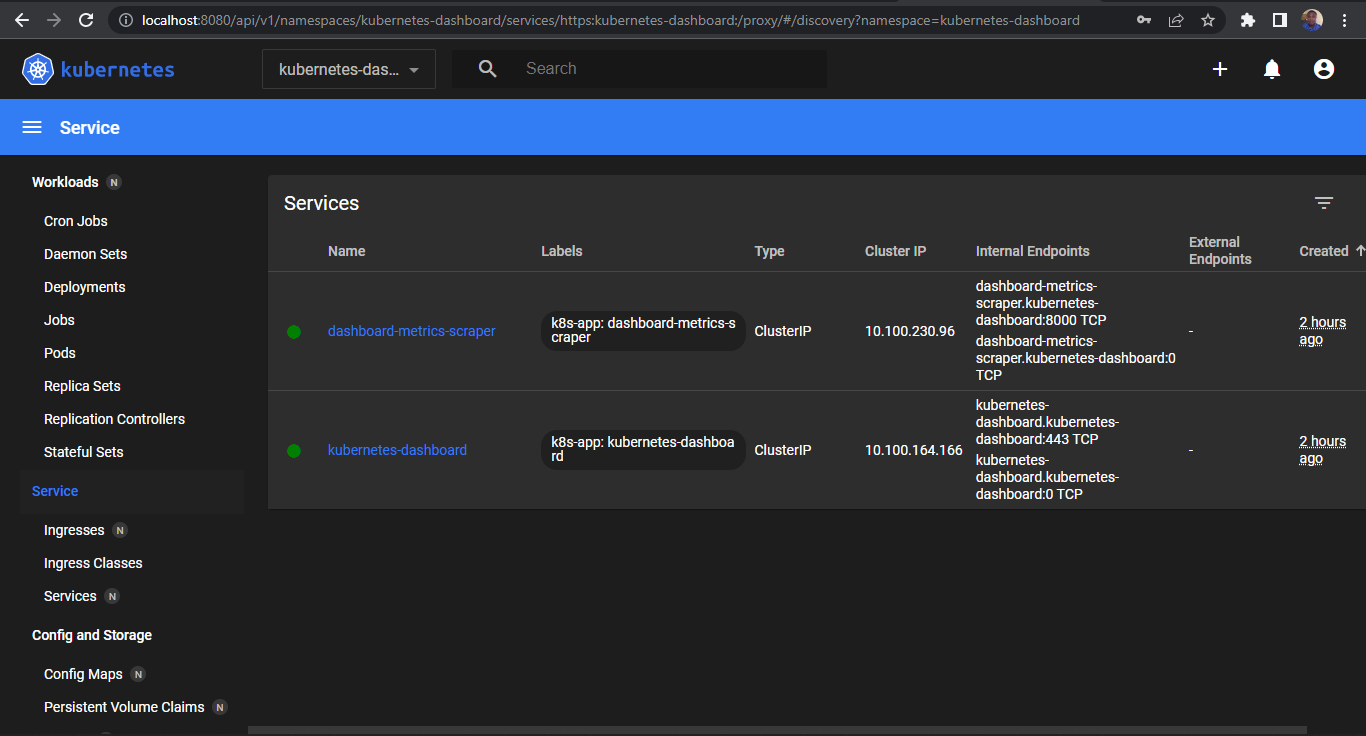 localhost:8080/api/v1/namespaces/kubernetes-dashboard/services/https:kubernetes-dashboard:/proxy/#/discovery?namespace=kubernetes-dashboard
kubernetes
kubernetes-das...
Search
Service
Workloads N
Cron Jobs
Daemon Sets
Deployments
Jobs
Pods
Replica Sets
Replication Controllers
Stateful Sets
Service
Ingresses N
Ingress Classes
Services N
Config and Storage
Config Maps N
Persistent Volume Claims N
Services
Name
Labels
Type
Cluster IP
Internal Endpoints
External
Endpoints
Created
dashboard-metrics-scraper
k8s-app: dashboard-metrics-s
craper
ClusterIP
10.100.230.96
dashboard-metrics-
scraper.kubernetes-
dashboard:8000 TCP
dashboard-metrics-
scraper.kubernetes-dashboard:0
TCP
-
2 hours
ago
kubernetes-dashboard
k8s-app: kubernetes-dashboa
rd
ClusterIP
10.100.164.166
kubernetes-
dashboard.kubernetes-
dashboard:443 TCP
kubernetes-
dashboard.kubernetes-
dashboard:0 TCP
-
2 hours
ago